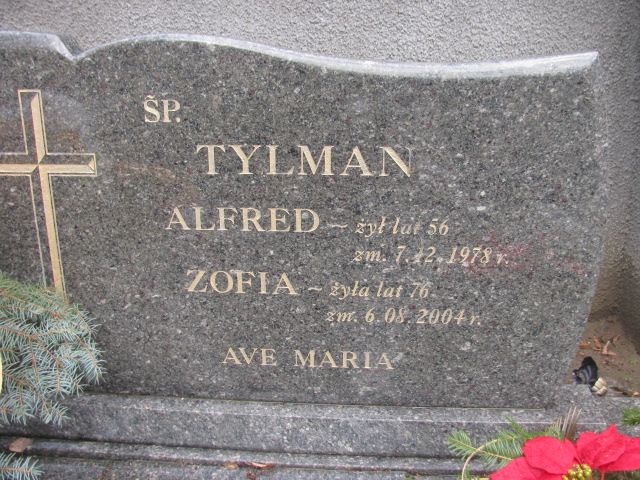 ŚP.
TYLMAN
ALFRED ~ żył lat 56
zm. 7.12.1978 r.
ZOFIA ~ żyła lat 76
zm. 6.08.2004 r.
AVE MARIA